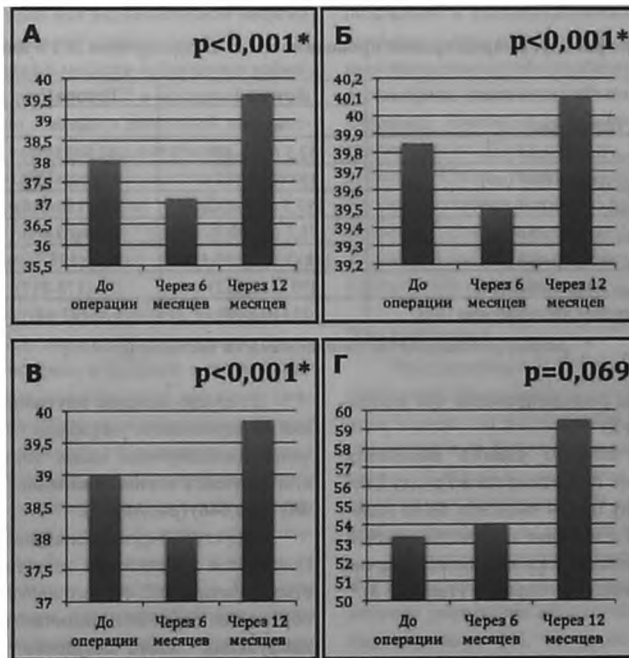 А
p<0,001*
40
39,5
39
38,5
38
37,5
37
36,5
36
35,5
До операции
Через 6 месяцев
Через 12 месяцев
Б
p<0,001*
40,2
40,1
40
39,9
39,8
39,7
39,6
39,5
39,4
39,3
39,2
До операции
Через 6 месяцев
Через 12 месяцев
В
p<0,001*
40
39,5
39
38,5
38
37,5
37
До операции
Через 6 месяцев
Через 12 месяцев
Г
p=0,069
60
59
58
57
56
55
54
53
52
51
50
До операции
Через 6 месяцев
Через 12 месяцев